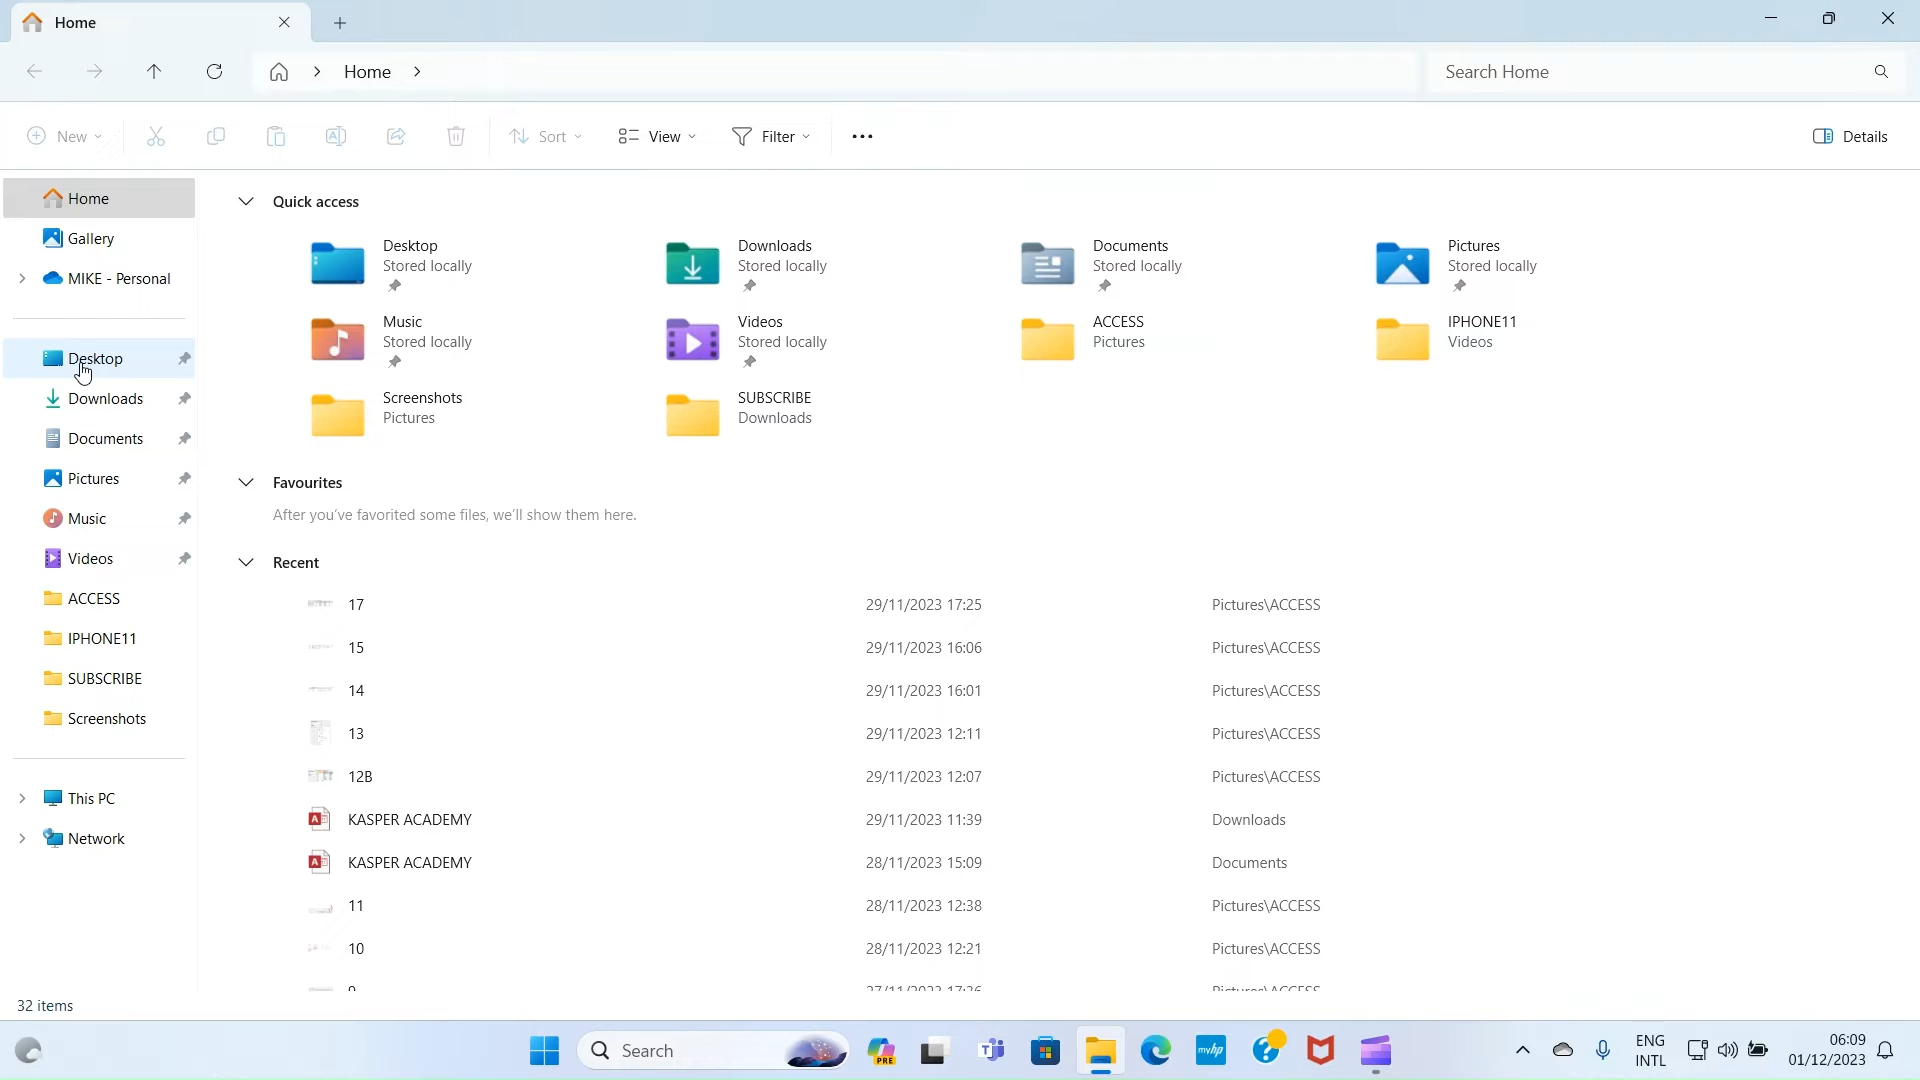 Home
Home
Search Home
New
Sort
View
Filter
Details
Home
Gallery
MIKE - Personal
Desktop
Downloads
Documents
Pictures
Music
Videos
ACCESS
IPHONE11
SUBSCRIBE
Screenshots
This PC
Network
Quick access
Desktop
Stored locally
Downloads
Stored locally
Documents
Stored locally
Pictures
Stored locally
Music
Stored locally
Videos
Stored locally
ACCESS
Pictures
IPHONE11
Videos
Screenshots
Pictures
SUBSCRIBE
Downloads
Favourites
After you've favorited some files, we'll show them here.
Recent
17 29/11/2023 17:25 Pictures\ACCESS
15 29/11/2023 16:06 Pictures\ACCESS
14 29/11/2023 16:01 Pictures\ACCESS
13 29/11/2023 12:11 Pictures\ACCESS
12B 29/11/2023 12:07 Pictures\ACCESS
KASPER ACADEMY 29/11/2023 11:39 Downloads
KASPER ACADEMY 28/11/2023 15:09 Documents
11 28/11/2023 12:38 Pictures\ACCESS
10 28/11/2023 12:21 Pictures\ACCESS
32 items
Search
PRE
myhp
ENG
INTL
06:09
01/12/2023